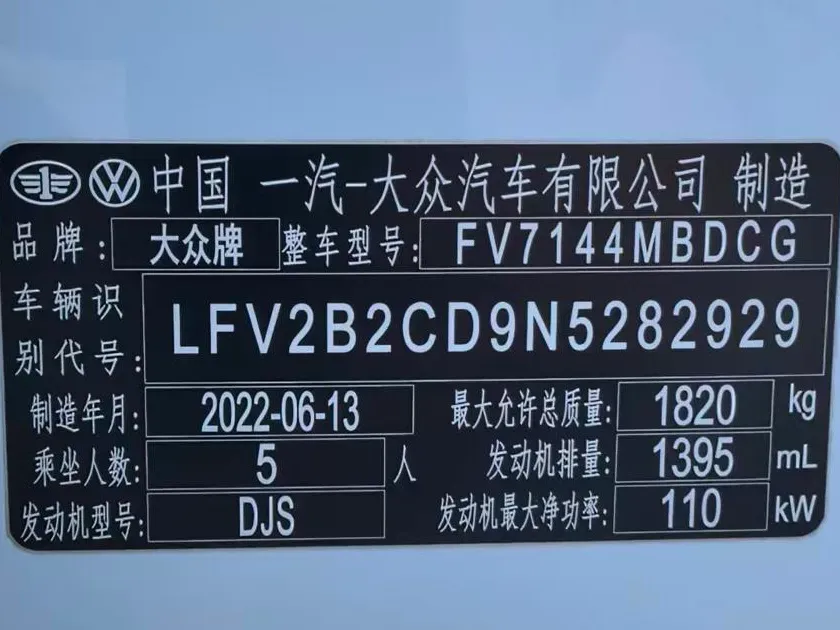 中国 一汽-大众汽车有限公司 制造
品牌: 大众牌 整车型号: FV7144MBDCG
车辆识别代号: LFV2B2CD9N5282929
制造年月: 2022-06-13 最大允许总质量: 1820 kg
乘坐人数: 5 人 发动机排量: 1395 mL
发动机型号: DJS 发动机最大净功率: 110 kW